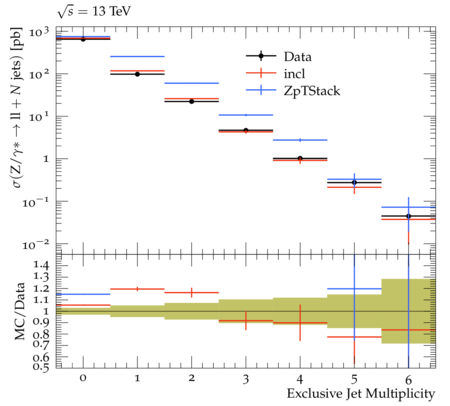 √s = 13 TeV
σ(Z/γ∗ → ll + N jets) [pb]
10³
10²
10¹
1
10⁻¹
10⁻²
Data
incl
ZpTStack
MC/Data
1.4
1.3
1.2
1.1
1
0.9
0.8
0.7
0.6
0.5
0 1 2 3 4 5 6
Exclusive Jet Multiplicity